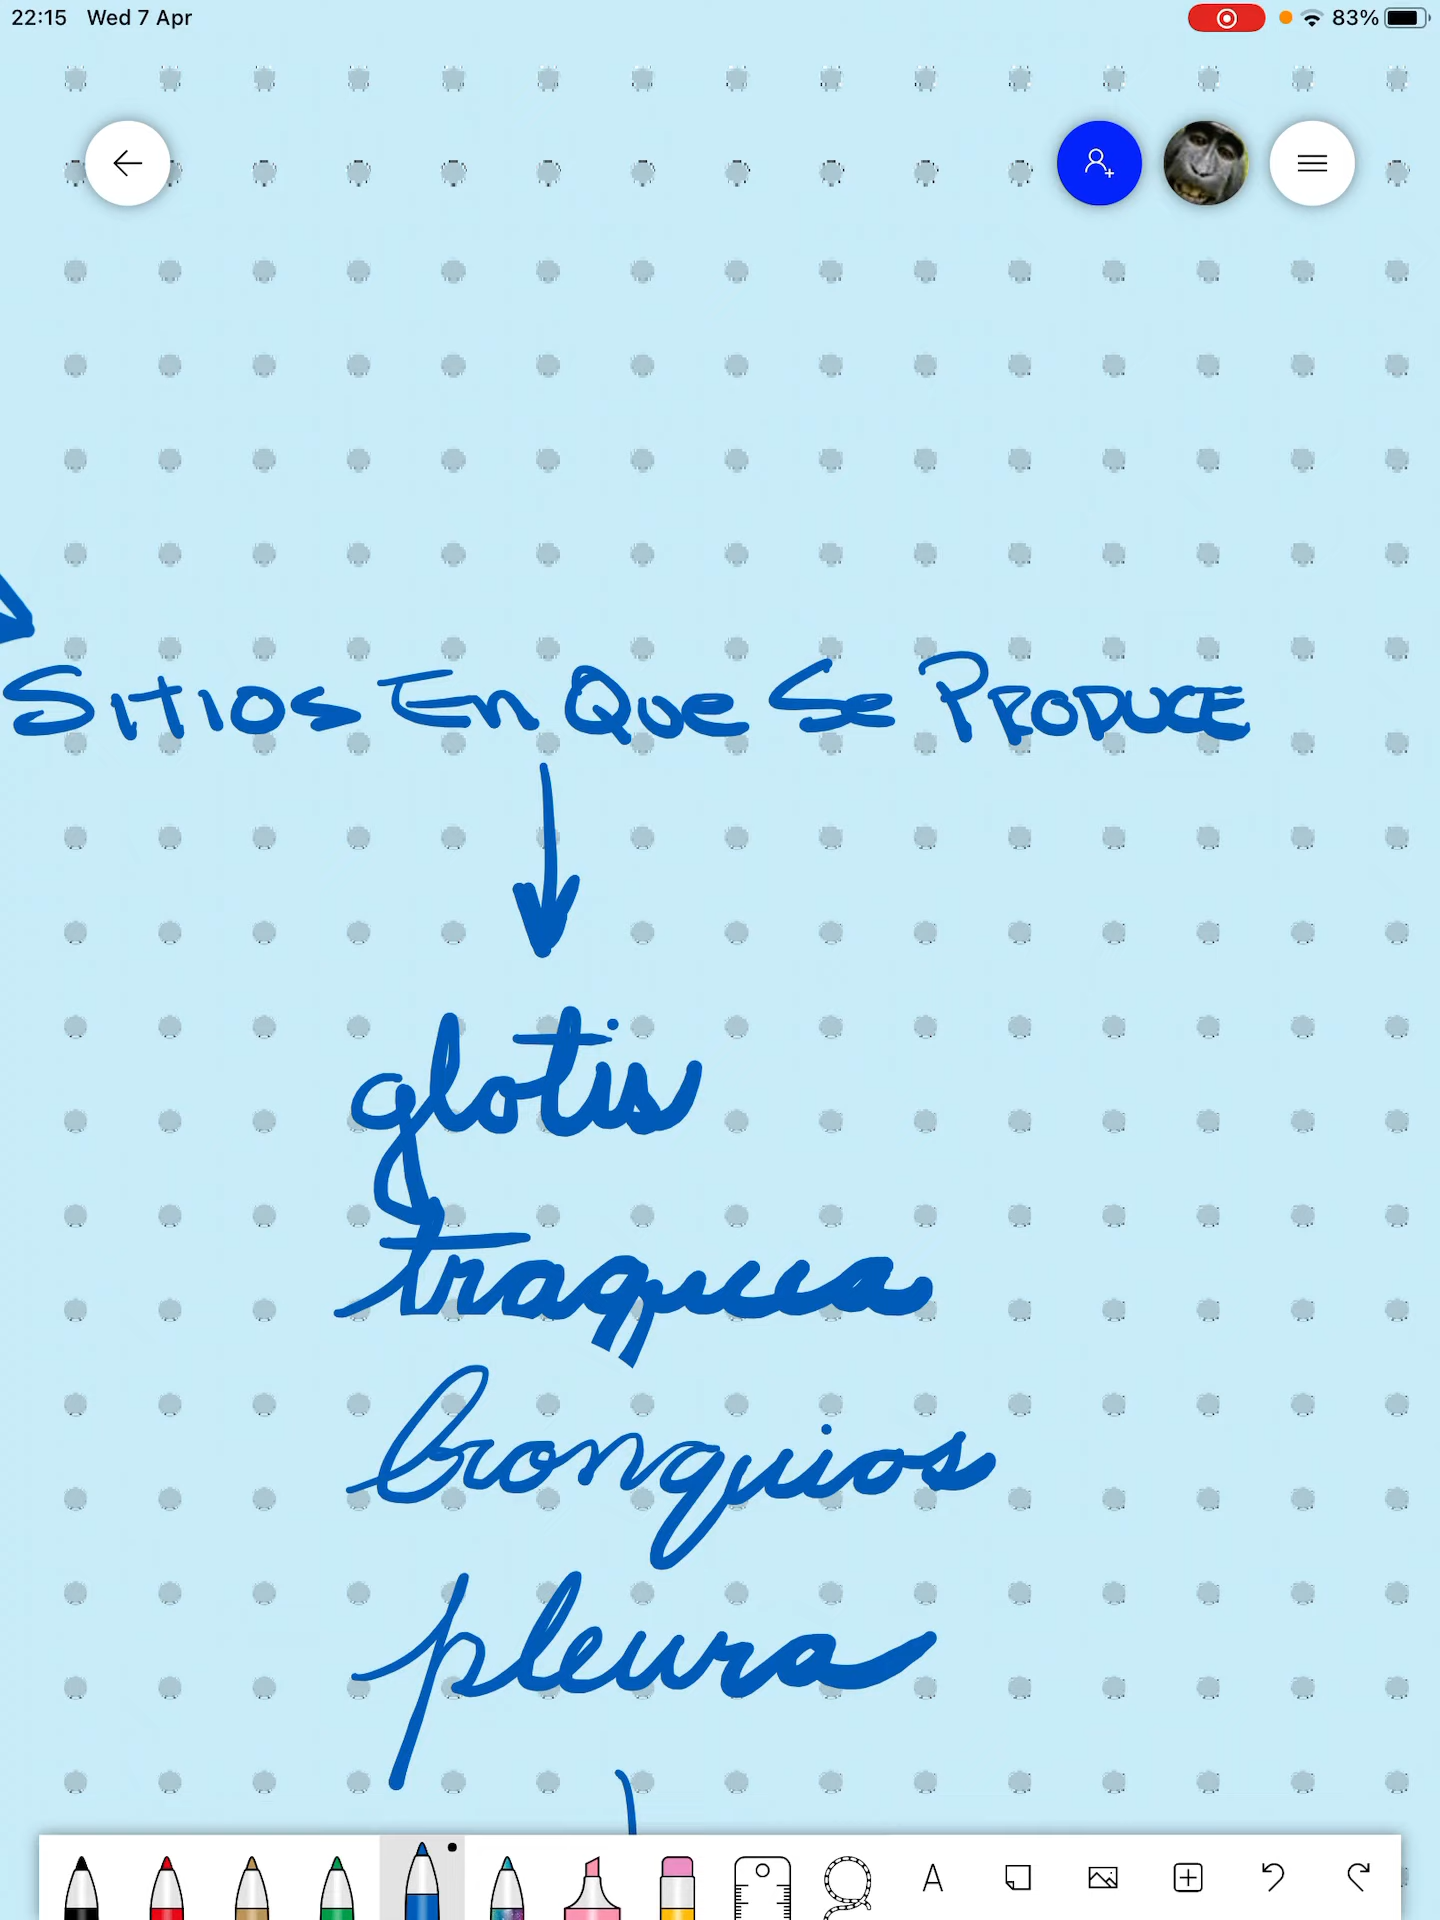 22:15 Wed 7 Apr 83%
Sitios En Que Se Produce
glotis
traquea
bronquios
pleura
A